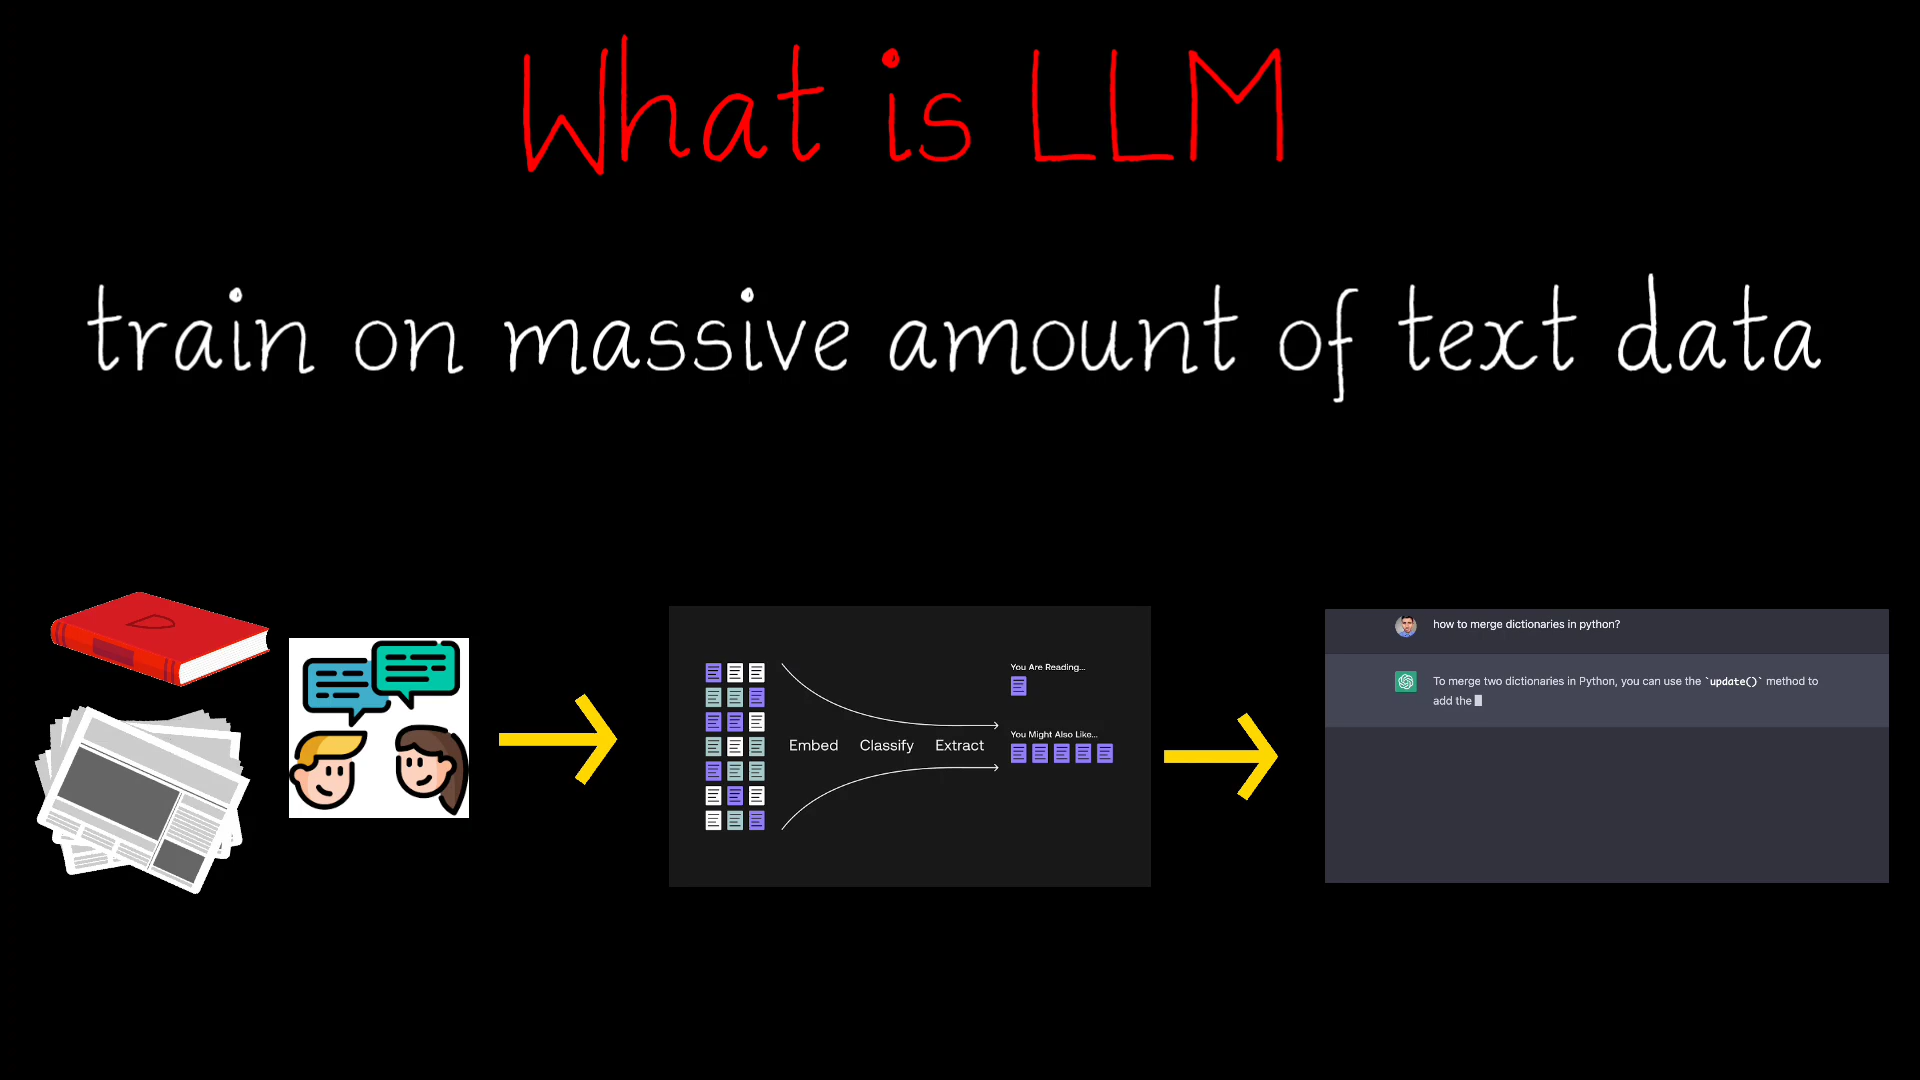 What is LLM
train on massive amount of text data
You Are Reading...
Embed Classify Extract
You Might Also Like...
how to merge dictionaries in python?
To merge two dictionaries in Python, you can use the `update()` method to
add the